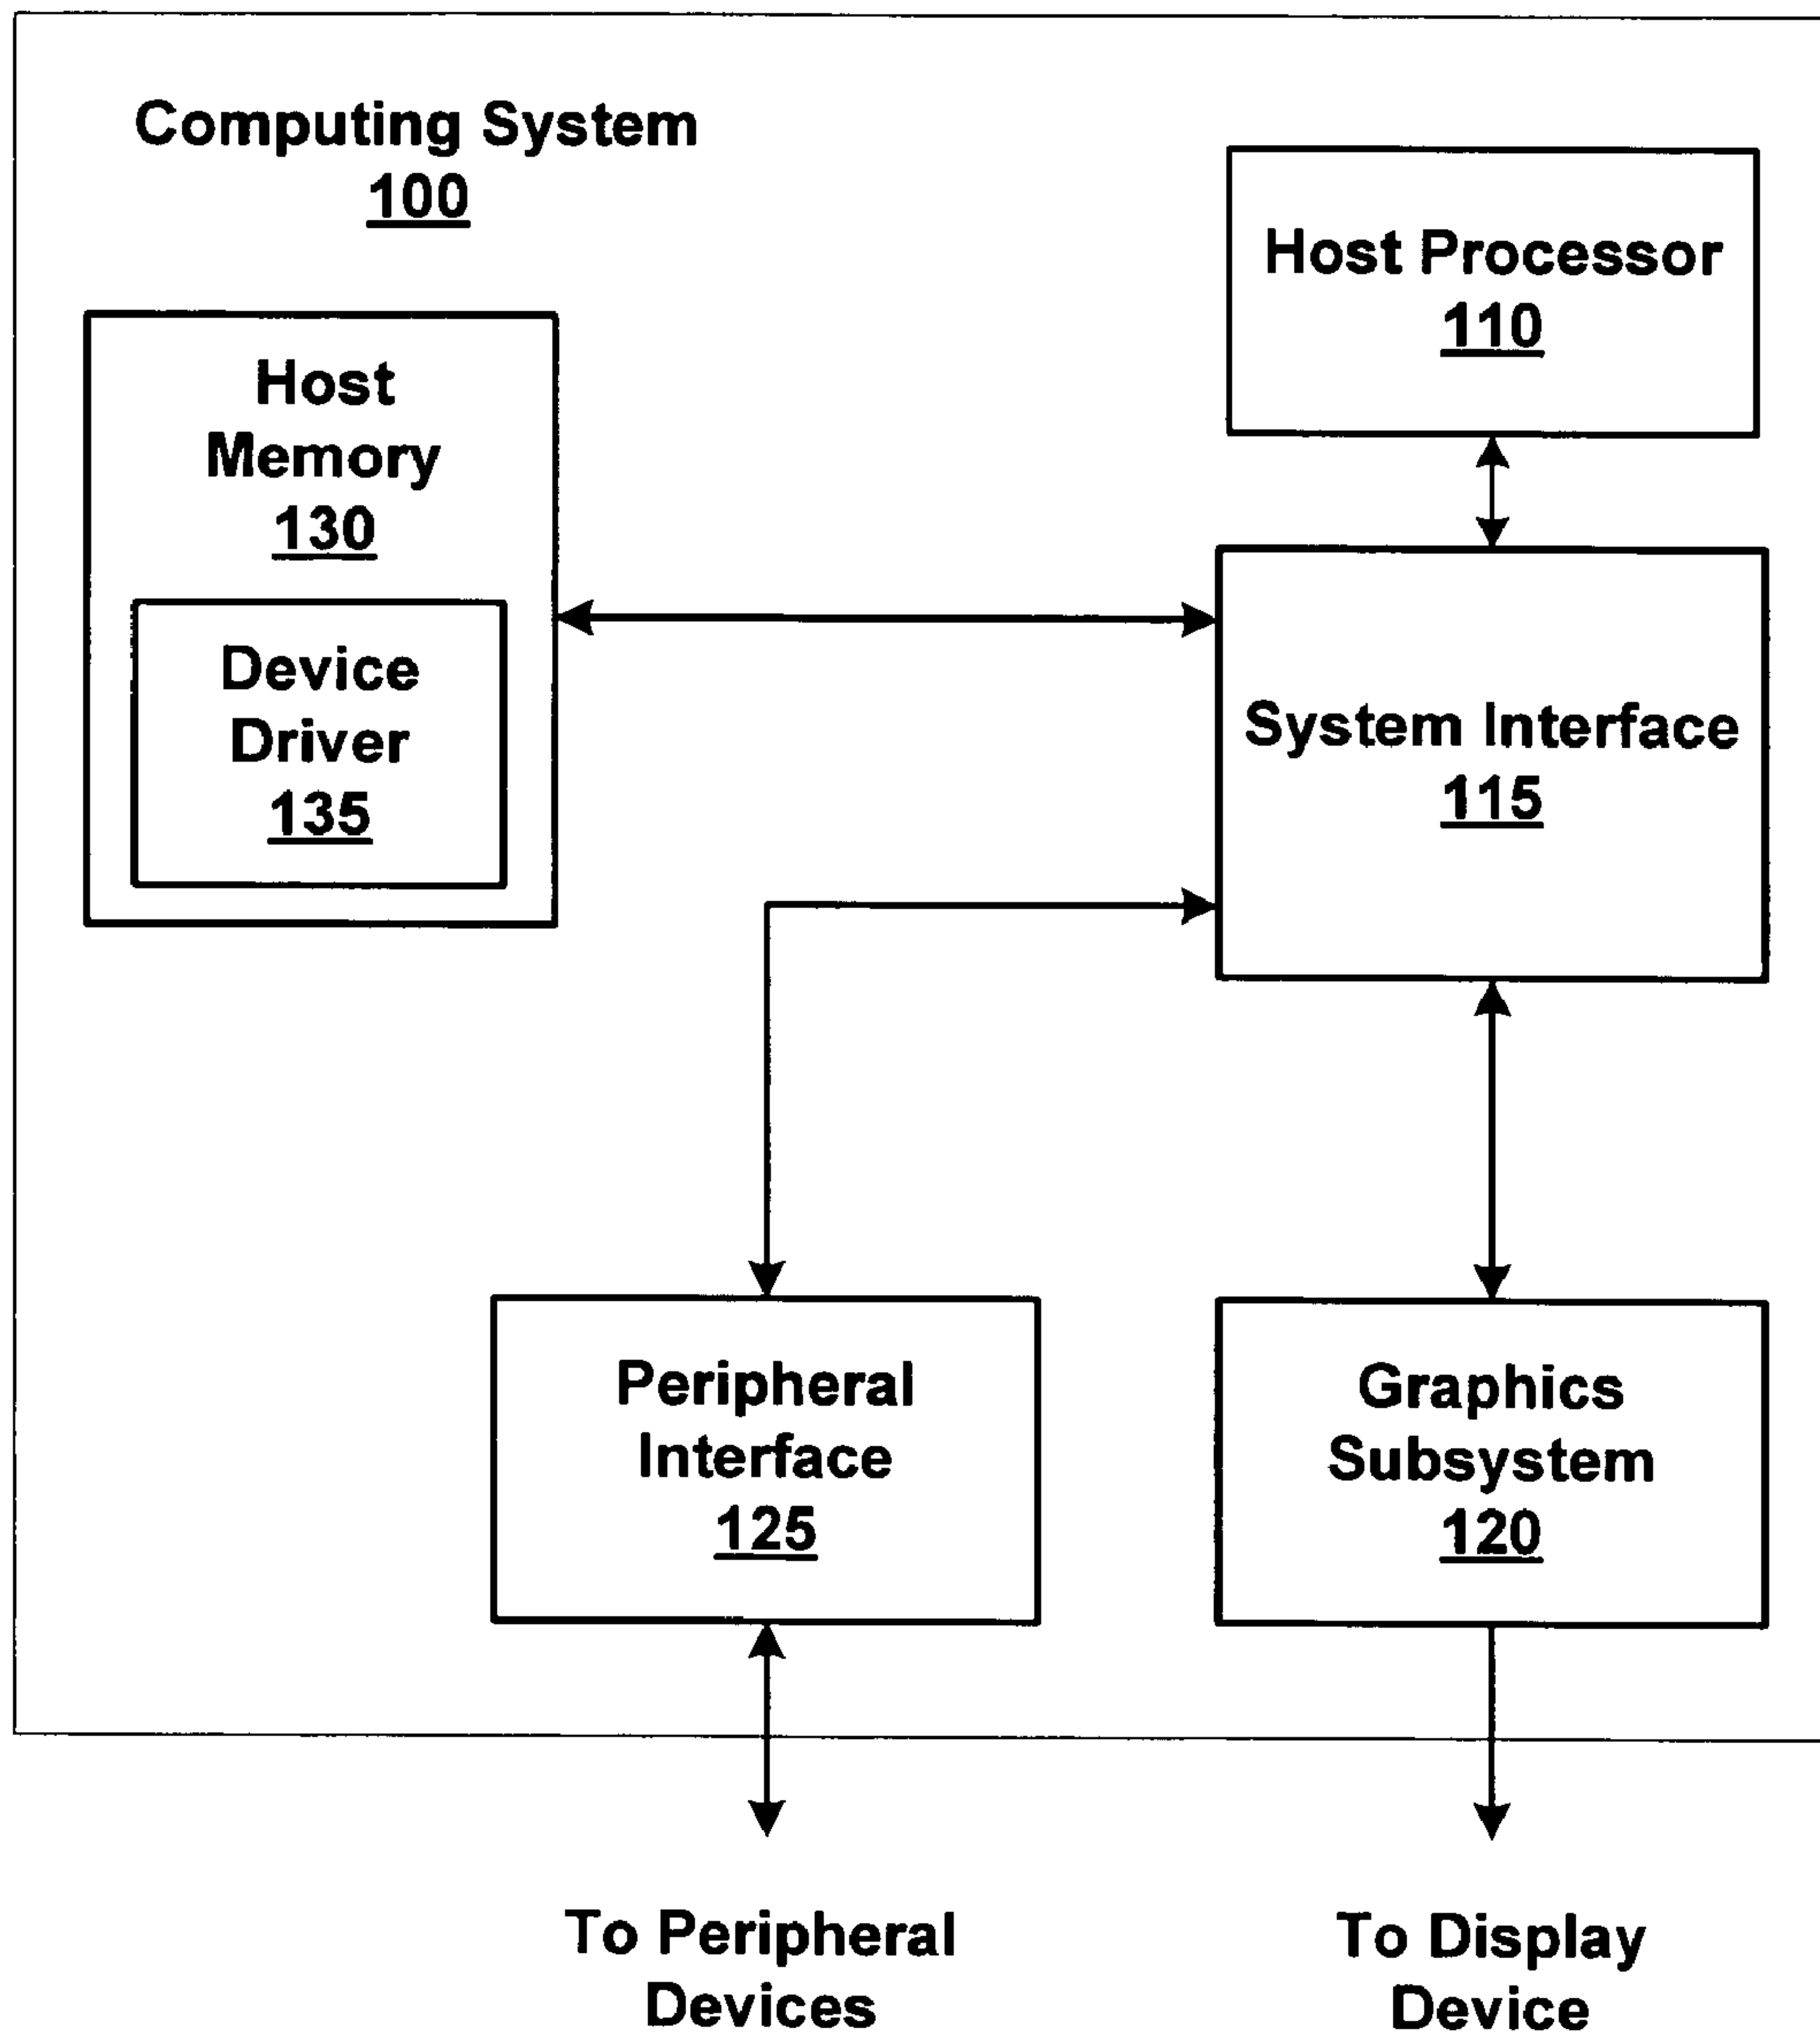 Computing System
100
Host Processor
110
Host
Memory
130
Device
Driver
135
System Interface
115
Peripheral
Interface
125
Graphics
Subsystem
120
To Peripheral
Devices
To Display
Device